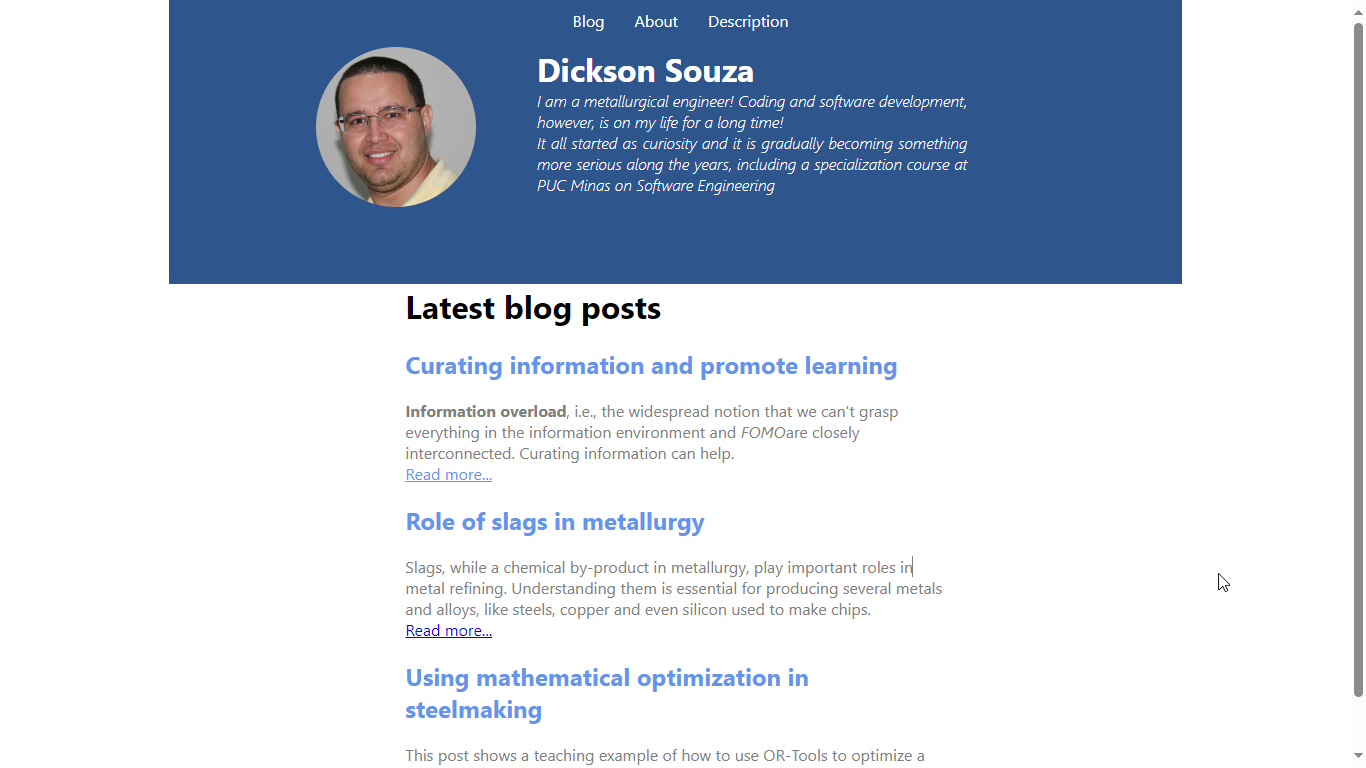 Blog About Description
Dickson Souza
I am a metallurgical engineer! Coding and software development,
however, is on my life for a long time!
It all started as curiosity and it is gradually becoming something
more serious along the years, including a specialization course at
PUC Minas on Software Engineering
Latest blog posts
Curating information and promote learning
Information overload, i.e., the widespread notion that we can't grasp
everything in the information environment and FOMOare closely
interconnected. Curating information can help.
Read more...
Role of slags in metallurgy
Slags, while a chemical by-product in metallurgy, play important roles in
metal refining. Understanding them is essential for producing several metals
and alloys, like steels, copper and even silicon used to make chips.
Read more...
Using mathematical optimization in
steelmaking
This post shows a teaching example of how to use OR-Tools to optimize a